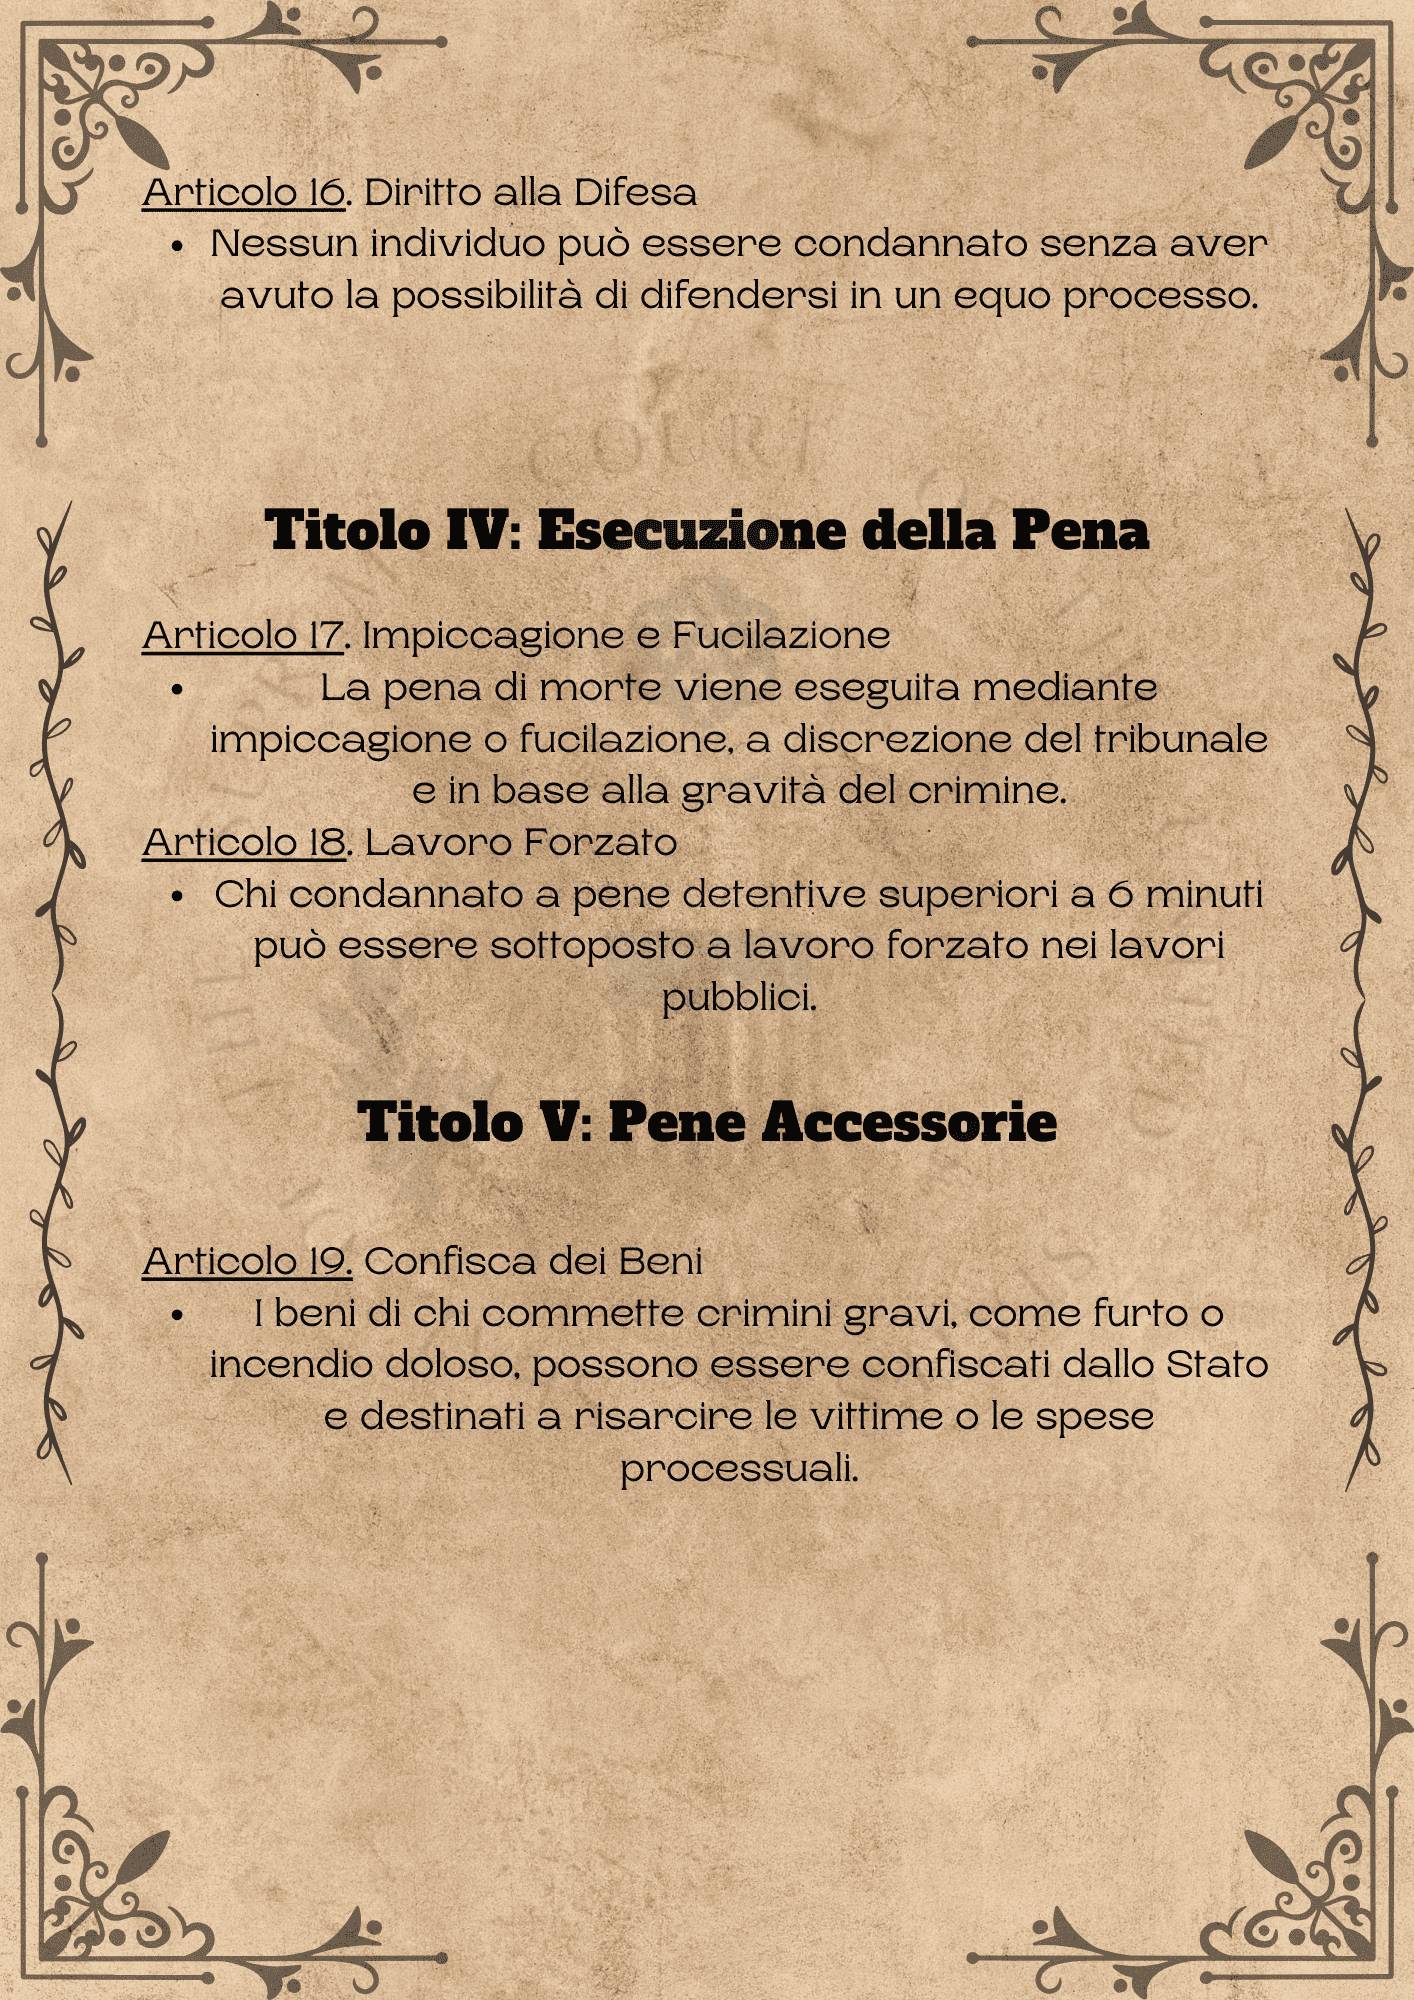 Articolo 16. Diritto alla Difesa
• Nessun individuo può essere condannato senza aver
avuto la possibilità di difendersi in un equo processo.
Titolo IV: Esecuzione della Pena
Articolo 17. Impiccagione e Fucilazione
• La pena di morte viene eseguita mediante
impiccagione o fucilazione, a discrezione del tribunale
e in base alla gravità del crimine.
Articolo 18. Lavoro Forzato
• Chi condannato a pene detentive superiori a 6 minuti
può essere sottoposto a lavoro forzato nei lavori
pubblici.
Titolo V: Pene Accessorie
Articolo 19. Confisca dei Beni
• I beni di chi commette crimini gravi, come furto o
incendio doloso, possono essere confiscati dallo Stato
e destinati a risarcire le vittime o le spese
processuali.